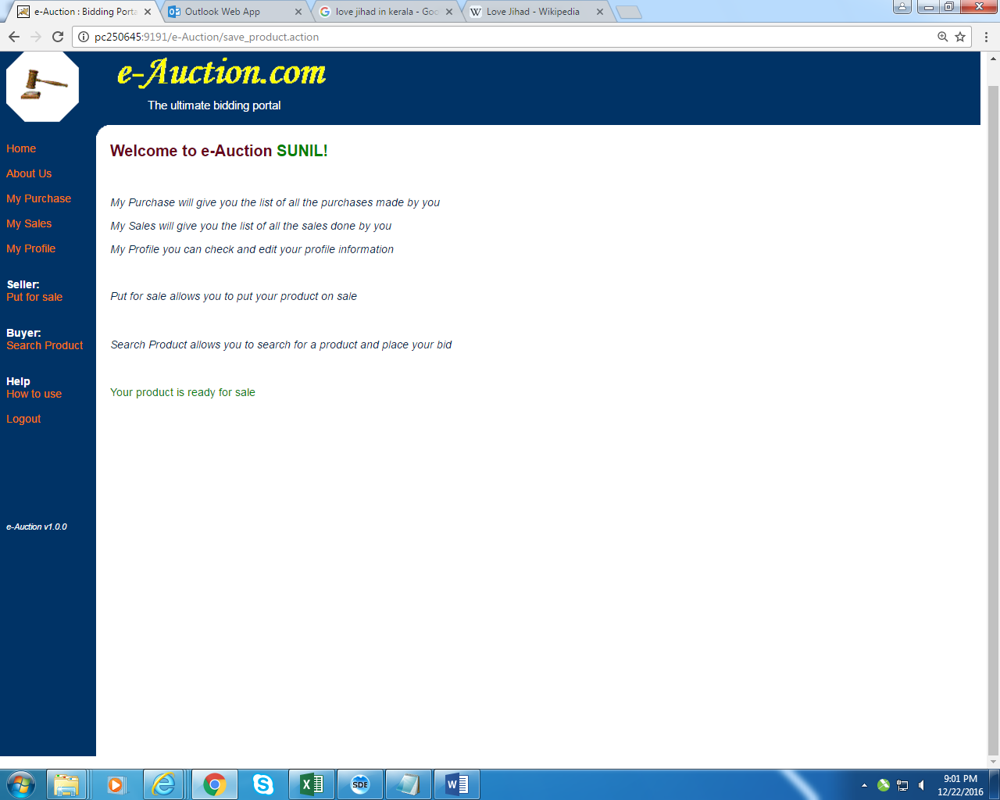 e-Auction : Bidding Porta
Outlook Web App
love jihad in kerala - Goo
Love Jihad - Wikipedia
pc250645:9191/e-Auction/save_product.action
e-Auction.com
The ultimate bidding portal
Home
About Us
My Purchase
My Sales
My Profile
Seller:
Put for sale
Buyer:
Search Product
Help
How to use
Logout
e-Auction v1.0.0
Welcome to e-Auction SUNIL!
My Purchase will give you the list of all the purchases made by you
My Sales will give you the list of all the sales done by you
My Profile you can check and edit your profile information
Put for sale allows you to put your product on sale
Search Product allows you to search for a product and place your bid
Your product is ready for sale
SDE
9:01 PM
12/22/2016